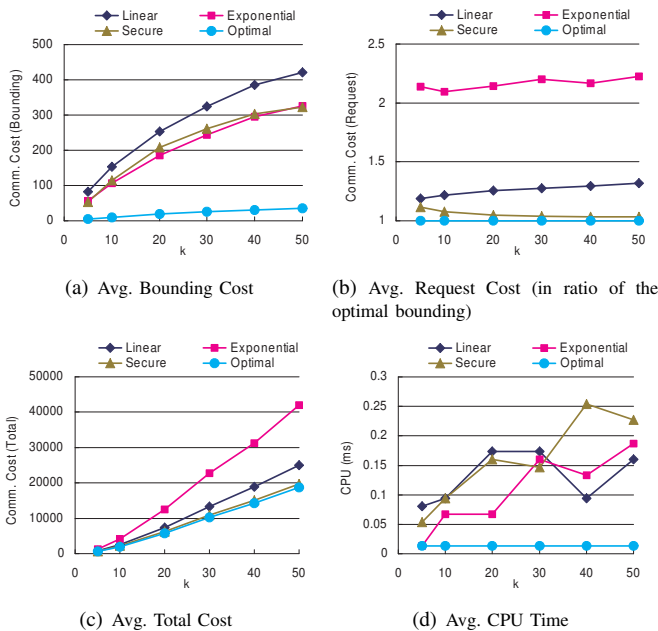 Linear Exponential
Secure Optimal
500
400
300
200
100
0
Comm. Cost (Bounding)
0 10 20 30 40 50
k
(a) Avg. Bounding Cost
Linear Exponential
Secure Optimal
2.5
2
1.5
1
Comm. Cost (Request)
0 10 20 30 40 50
k
(b) Avg. Request Cost (in ratio of the
optimal bounding)
Linear Exponential
Secure Optimal
50000
40000
30000
20000
10000
0
Comm. Cost (Total)
0 10 20 30 40 50
k
(c) Avg. Total Cost
Linear Exponential
Secure Optimal
0.3
0.25
0.2
0.15
0.1
0.05
0
CPU (ms)
0 10 20 30 40 50
k
(d) Avg. CPU Time